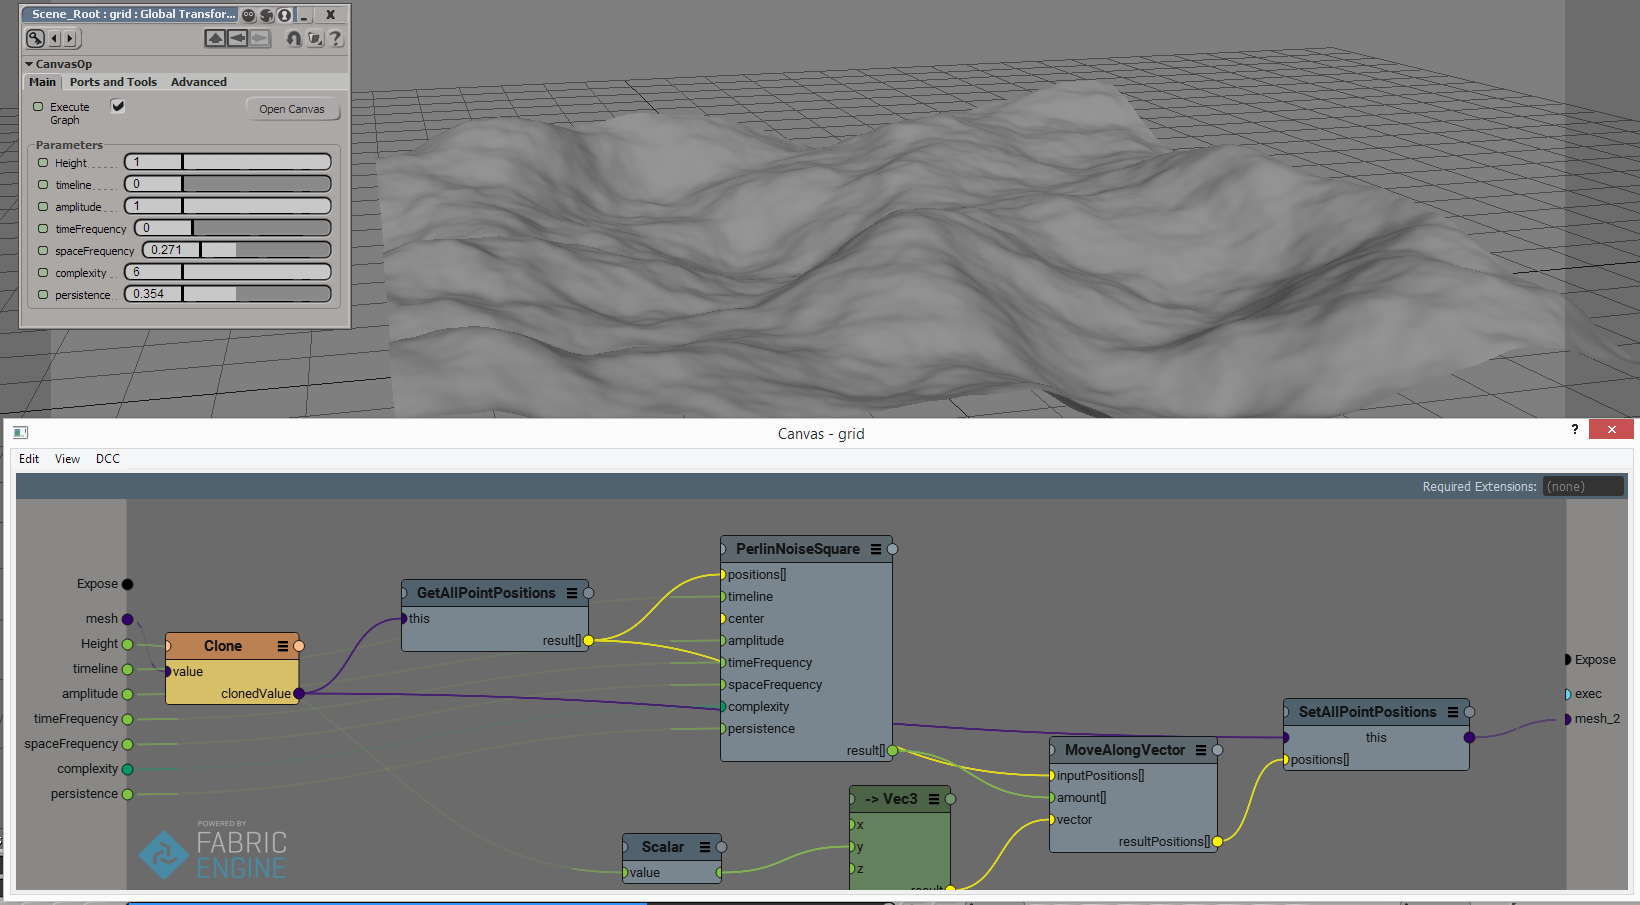 Scene_Root : grid : Global Transfor...
CanvasOp
Main Ports and Tools Advanced
Execute Graph
Open Canvas
Parameters
Height 1
timeline 0
amplitude 1
timeFrequency 0
spaceFrequency 0.271
complexity 6
persistence 0.354
Canvas - grid
Edit View DCC
Required Extensions: (none)
Expose
mesh
Height
timeline
amplitude
timeFrequency
spaceFrequency
complexity
persistence
Clone
value
clonedValue
GetAllPointPositions
this
result[]
PerlinNoiseSquare
positions[]
timeline
center
amplitude
timeFrequency
spaceFrequency
complexity
persistence
result[]
Scalar
value
-> Vec3
x
y
z
result
MoveAlongVector
inputPositions[]
amount[]
vector
resultPositions[]
SetAllPointPositions
this
positions[]
Expose
exec
mesh_2
POWERED BY
FABRIC
ENGINE